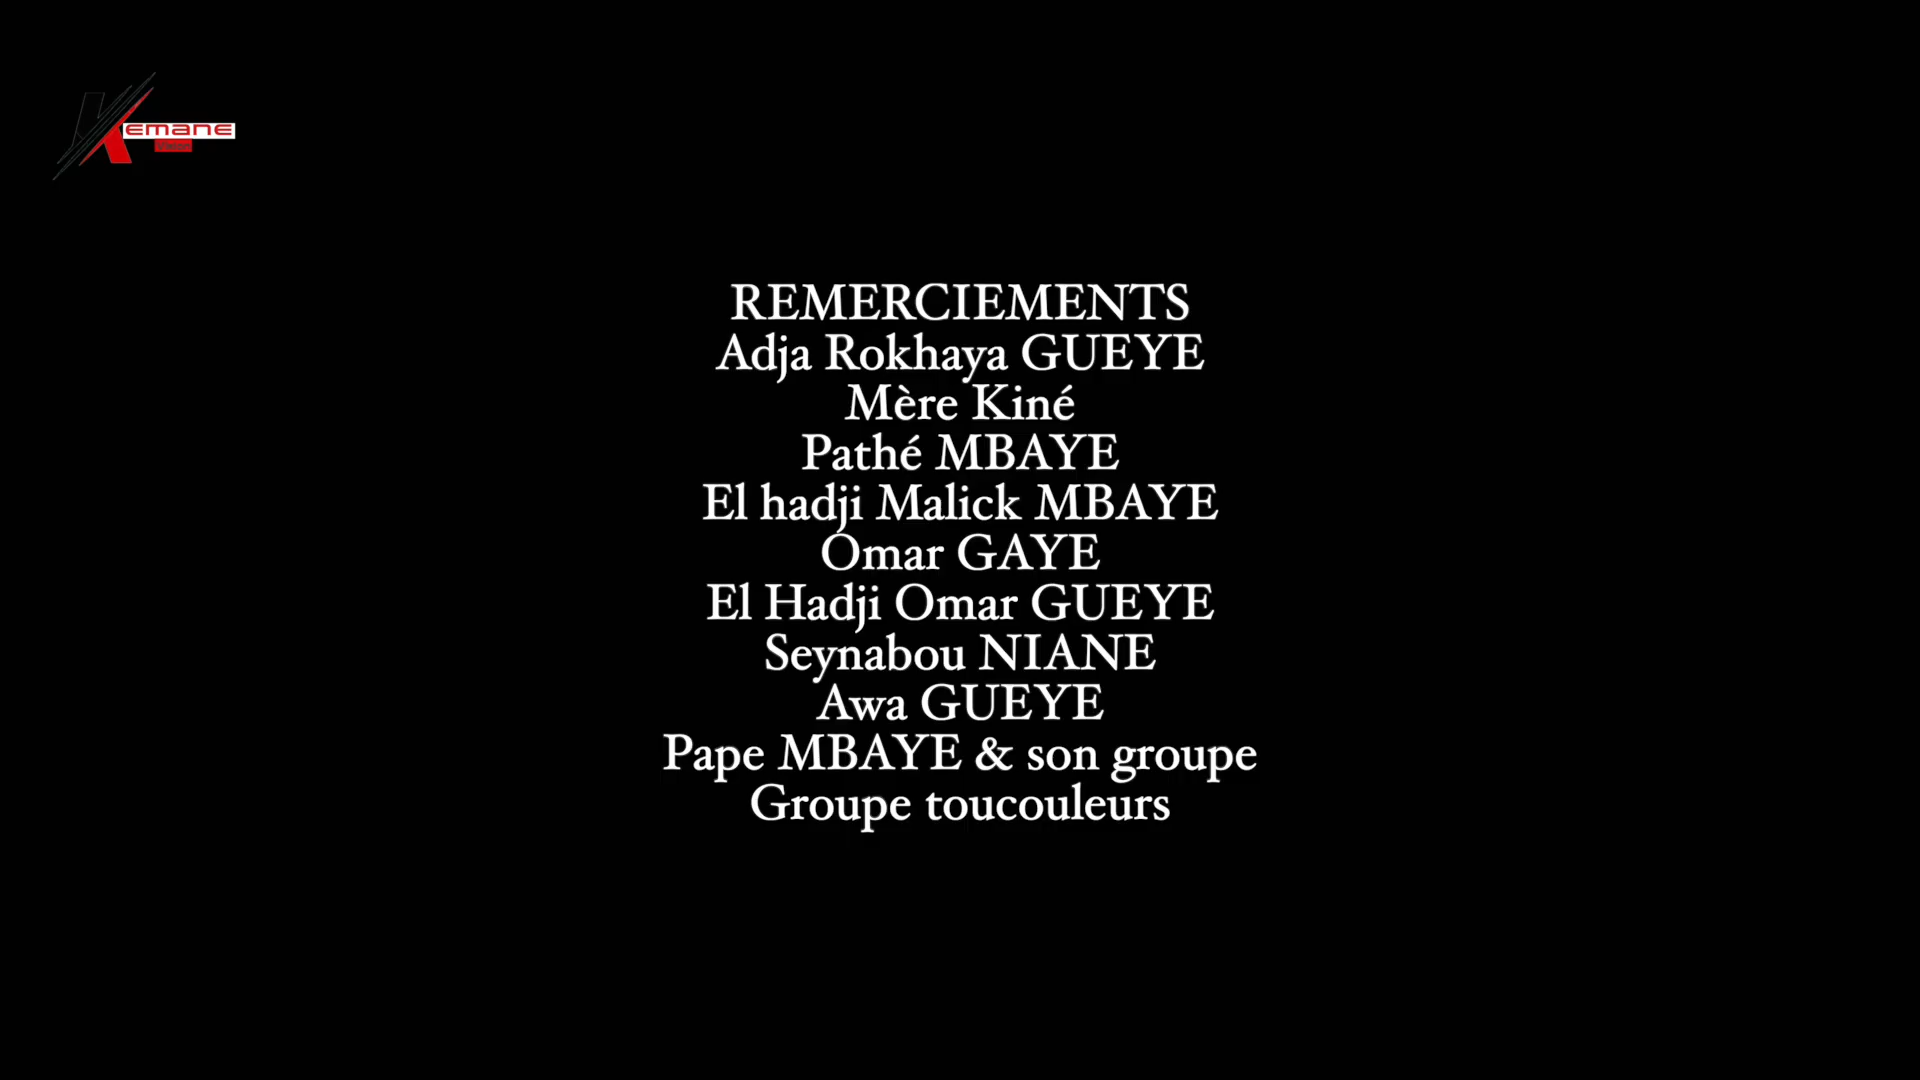 Kemane
Vision
REMERCIEMENTS
Adja Rokhaya GUEYE
Mère Kiné
Pathé MBAYE
El hadji Malick MBAYE
Omar GAYE
El Hadji Omar GUEYE
Seynabou NIANE
Awa GUEYE
Pape MBAYE & son groupe
Groupe toucouleurs